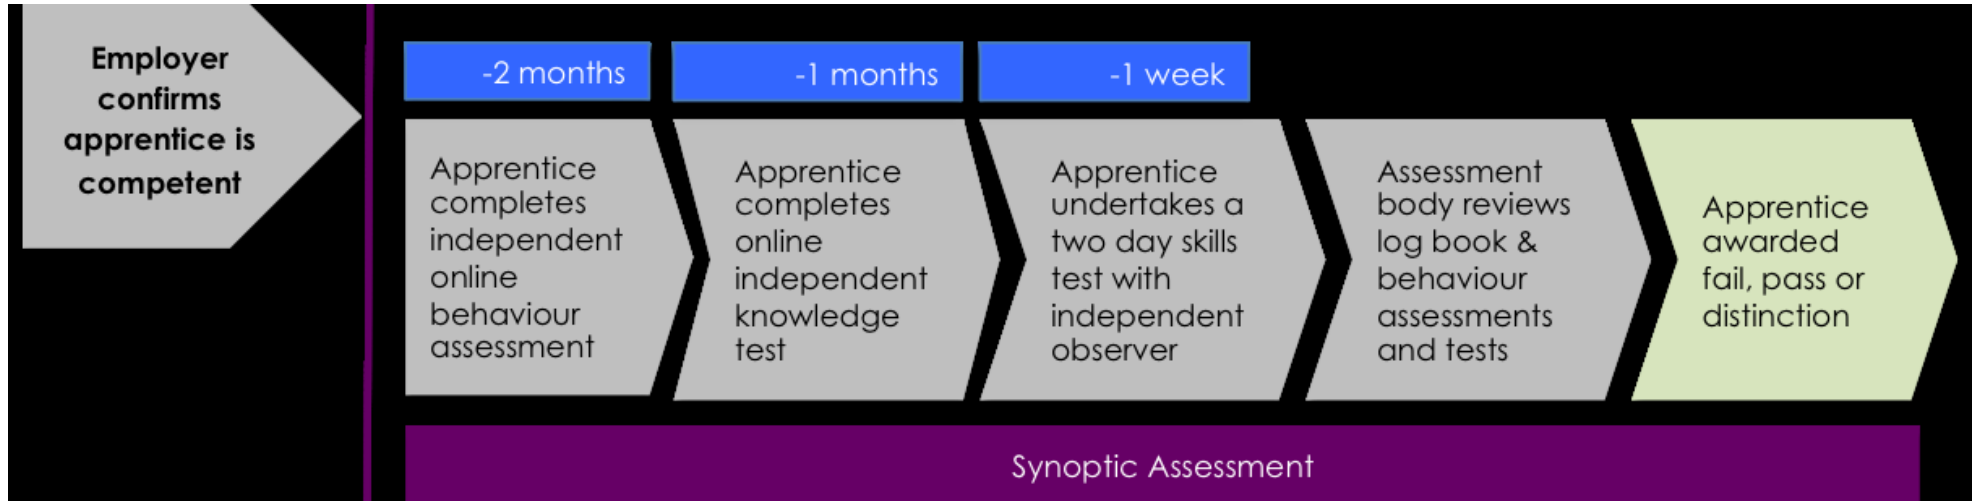 Employer
confirms
apprentice is
competent
-2 months
-1 months
-1 week
Apprentice
completes
independent
online
behaviour
assessment
Apprentice
completes
online
independent
knowledge
test
Apprentice
undertakes a
two day skills
test with
independent
observer
Assessment
body reviews
log book &
behaviour
assessments
and tests
Apprentice
awarded
fail, pass or
distinction
Synoptic Assessment